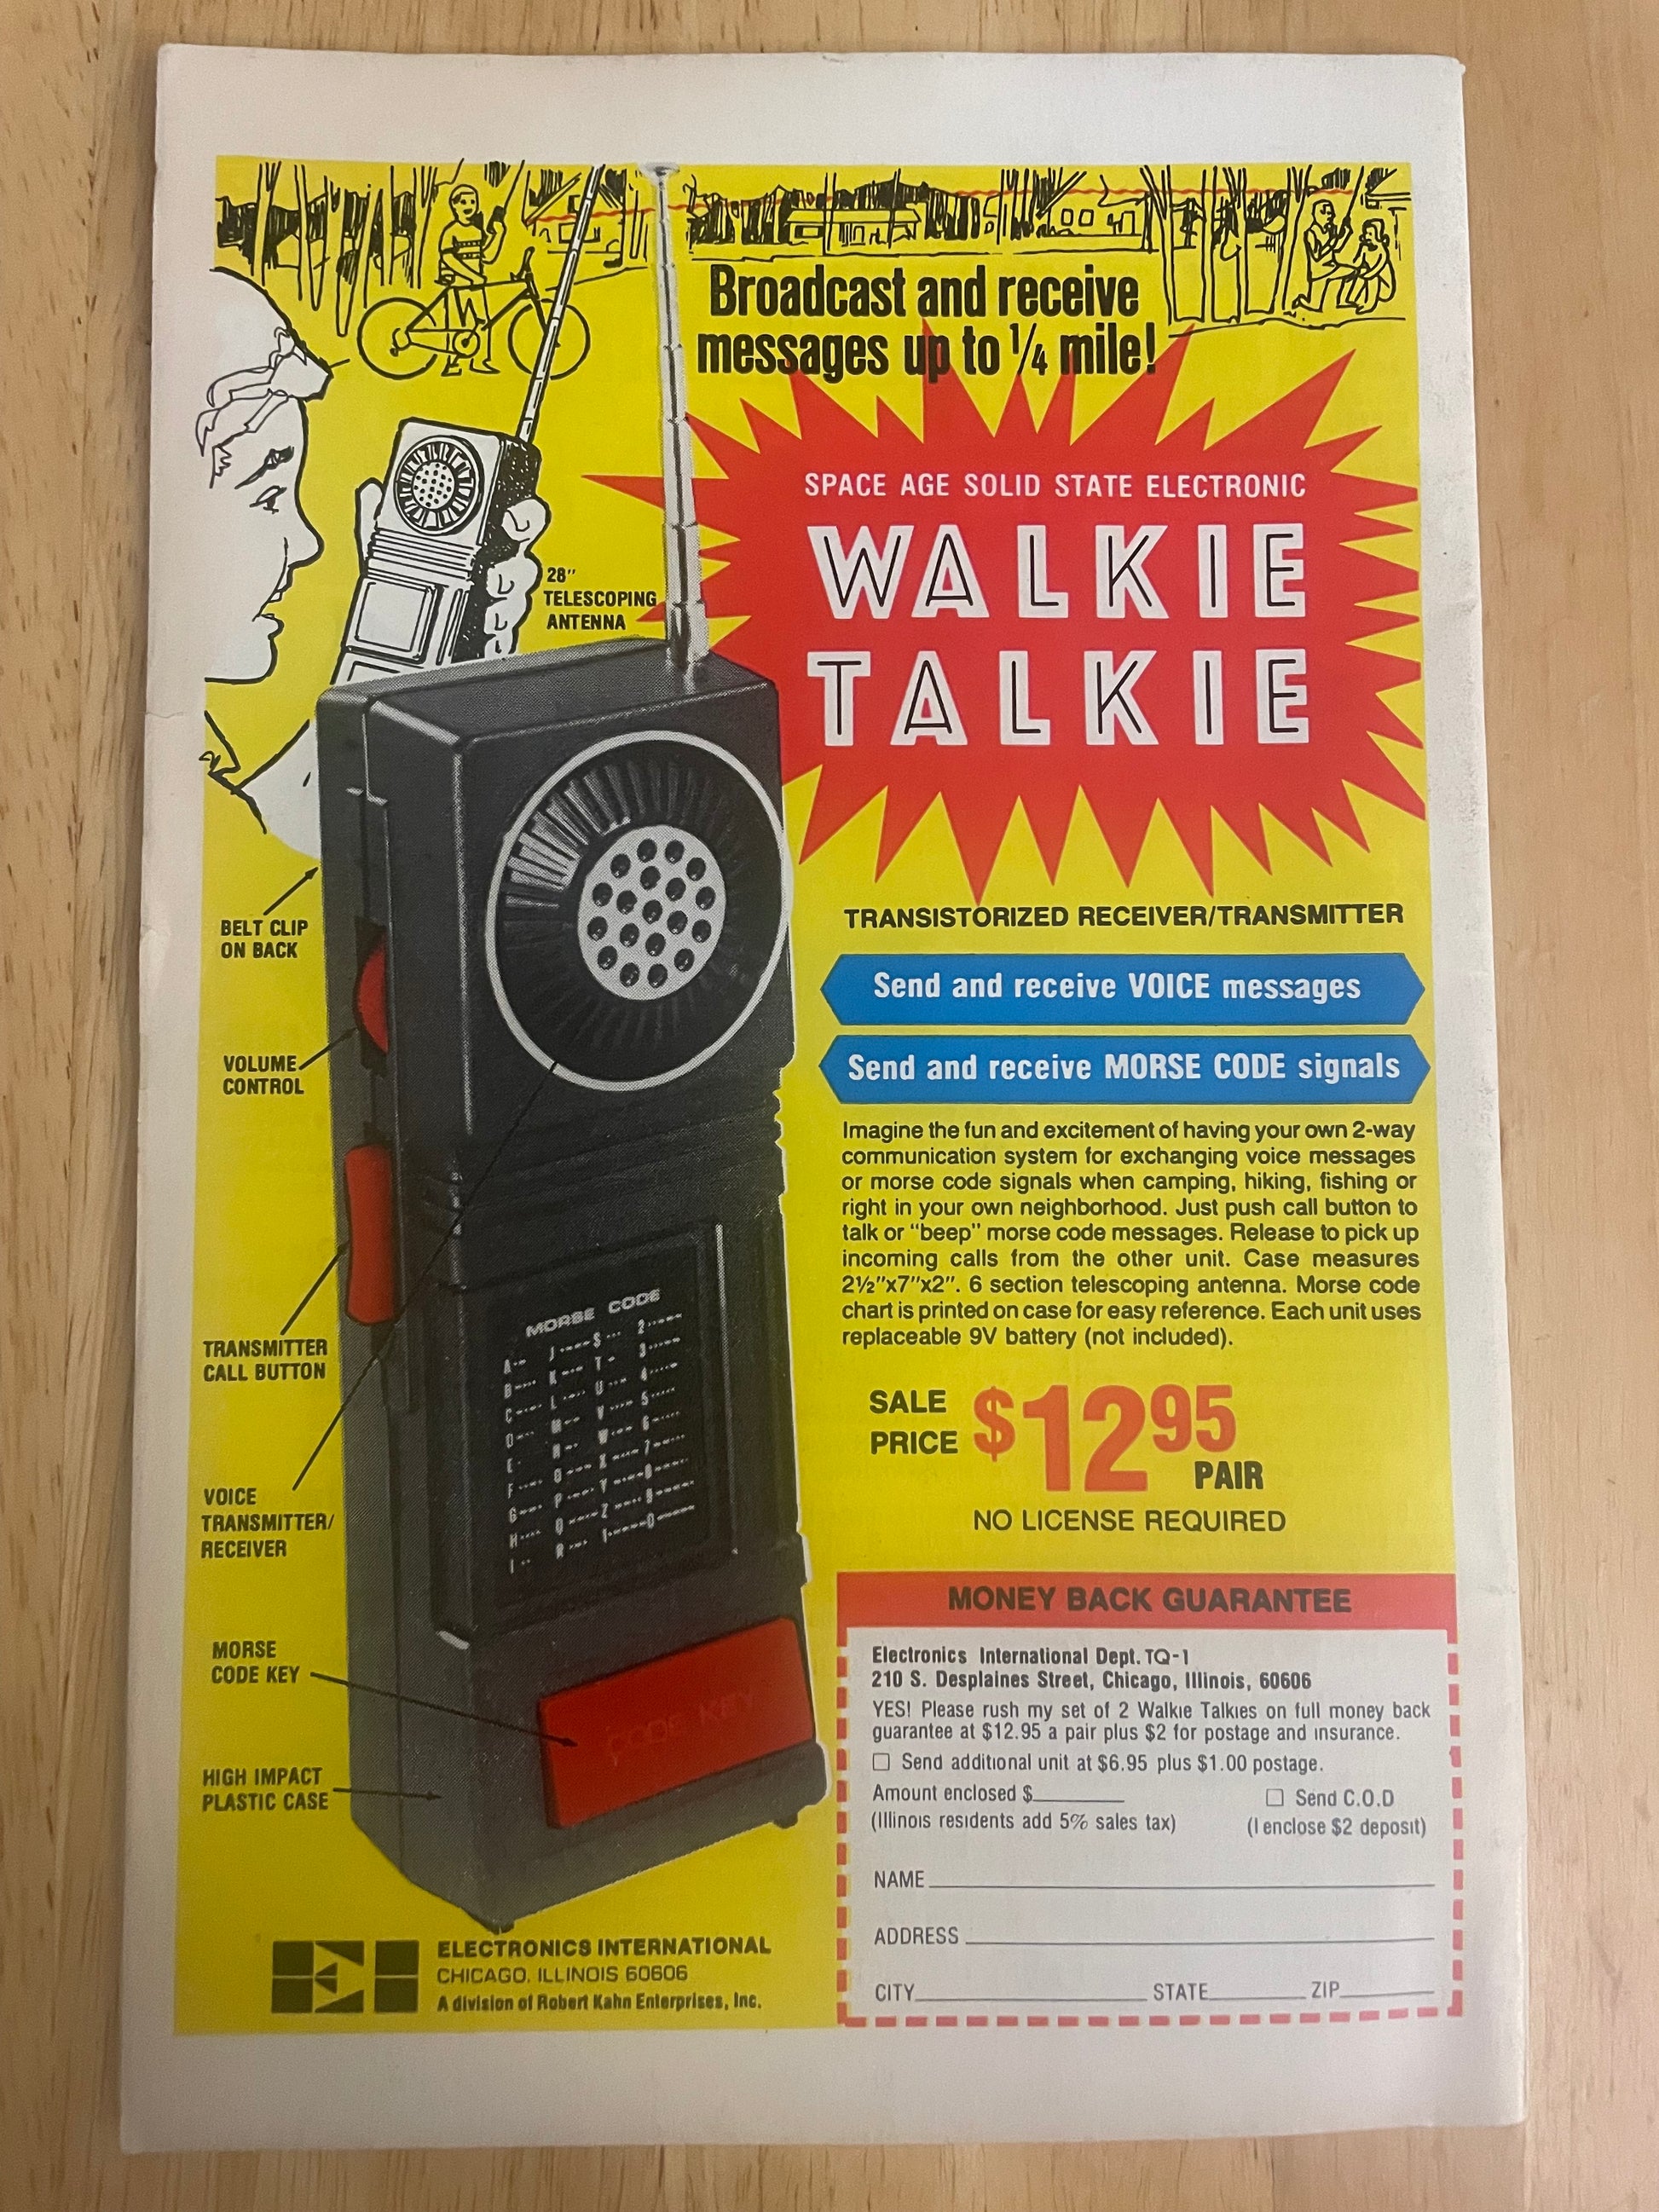 Broadcast and receive
messages up to 1/4 mile!
SPACE AGE SOLID STATE ELECTRONIC
WALKIE
TALKIE
28"
TELESCOPING
ANTENNA
BELT CLIP
ON BACK
VOLUME
CONTROL
TRANSMITTER
CALL BUTTON
VOICE
TRANSMITTER/
RECEIVER
MORSE
CODE KEY
HIGH IMPACT
PLASTIC CASE
MORSE CODE
CODE KEY
TRANSISTORIZED RECEIVER/TRANSMITTER
Send and receive VOICE messages
Send and receive MORSE CODE signals
Imagine the fun and excitement of having your own 2-way
communication system for exchanging voice messages
or morse code signals when camping, hiking, fishing or
right in your own neighborhood. Just push call button to
talk or "beep" morse code messages. Release to pick up
incoming calls from the other unit. Case measures
2½"x7"x2". 6 section telescoping antenna. Morse code
chart is printed on case for easy reference. Each unit uses
replaceable 9V battery (not included).
SALE
PRICE $12 95
PAIR
NO LICENSE REQUIRED
MONEY BACK GUARANTEE
Electronics International Dept. TQ-1
210 S. Desplaines Street, Chicago, Illinois, 60606
YES! Please rush my set of 2 Walkie Talkies on full money back
guarantee at $12.95 a pair plus $2 for postage and insurance.
☐ Send additional unit at $6.95 plus $1.00 postage.
Amount enclosed $________ ☐ Send C.O.D
(Illinois residents add 5% sales tax) (I enclose $2 deposit)
NAME
ADDRESS
CITY STATE ZIP
ELECTRONICS INTERNATIONAL
CHICAGO, ILLINOIS 60606
A division of Robert Kahn Enterprises, Inc.